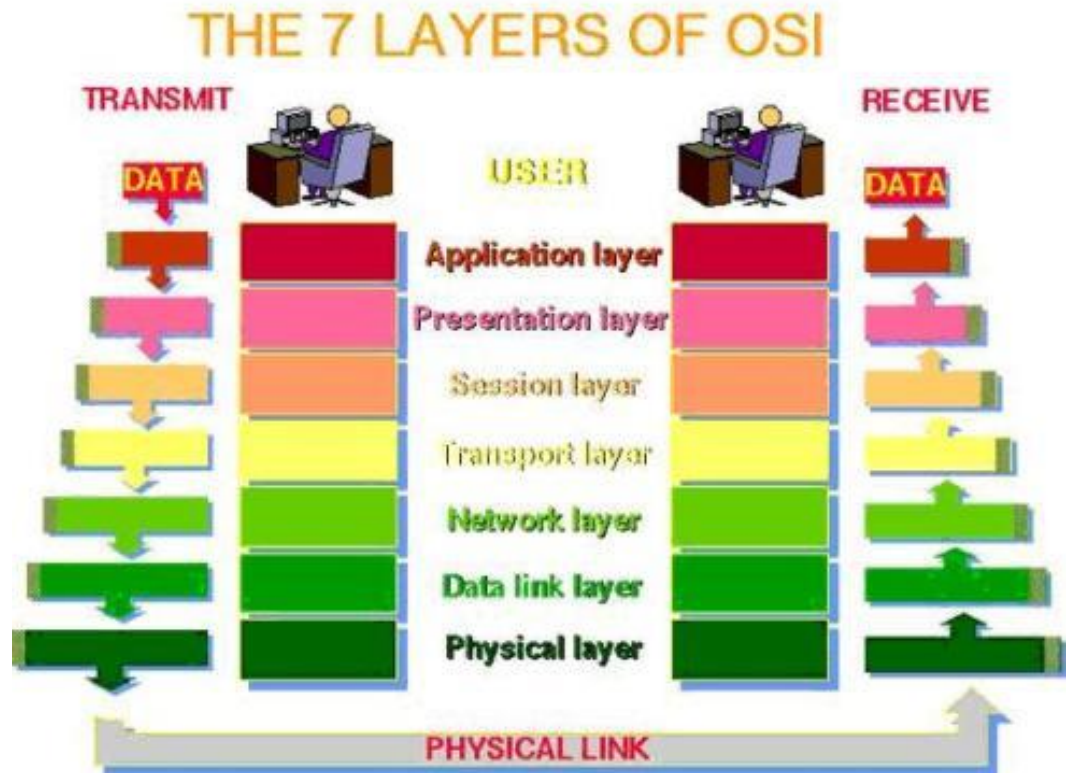 THE 7 LAYERS OF OSI
TRANSMIT
RECEIVE
DATA
USER
DATA
Application layer
Presentation layer
Session layer
Transport layer
Network layer
Data link layer
Physical layer
PHYSICAL LINK